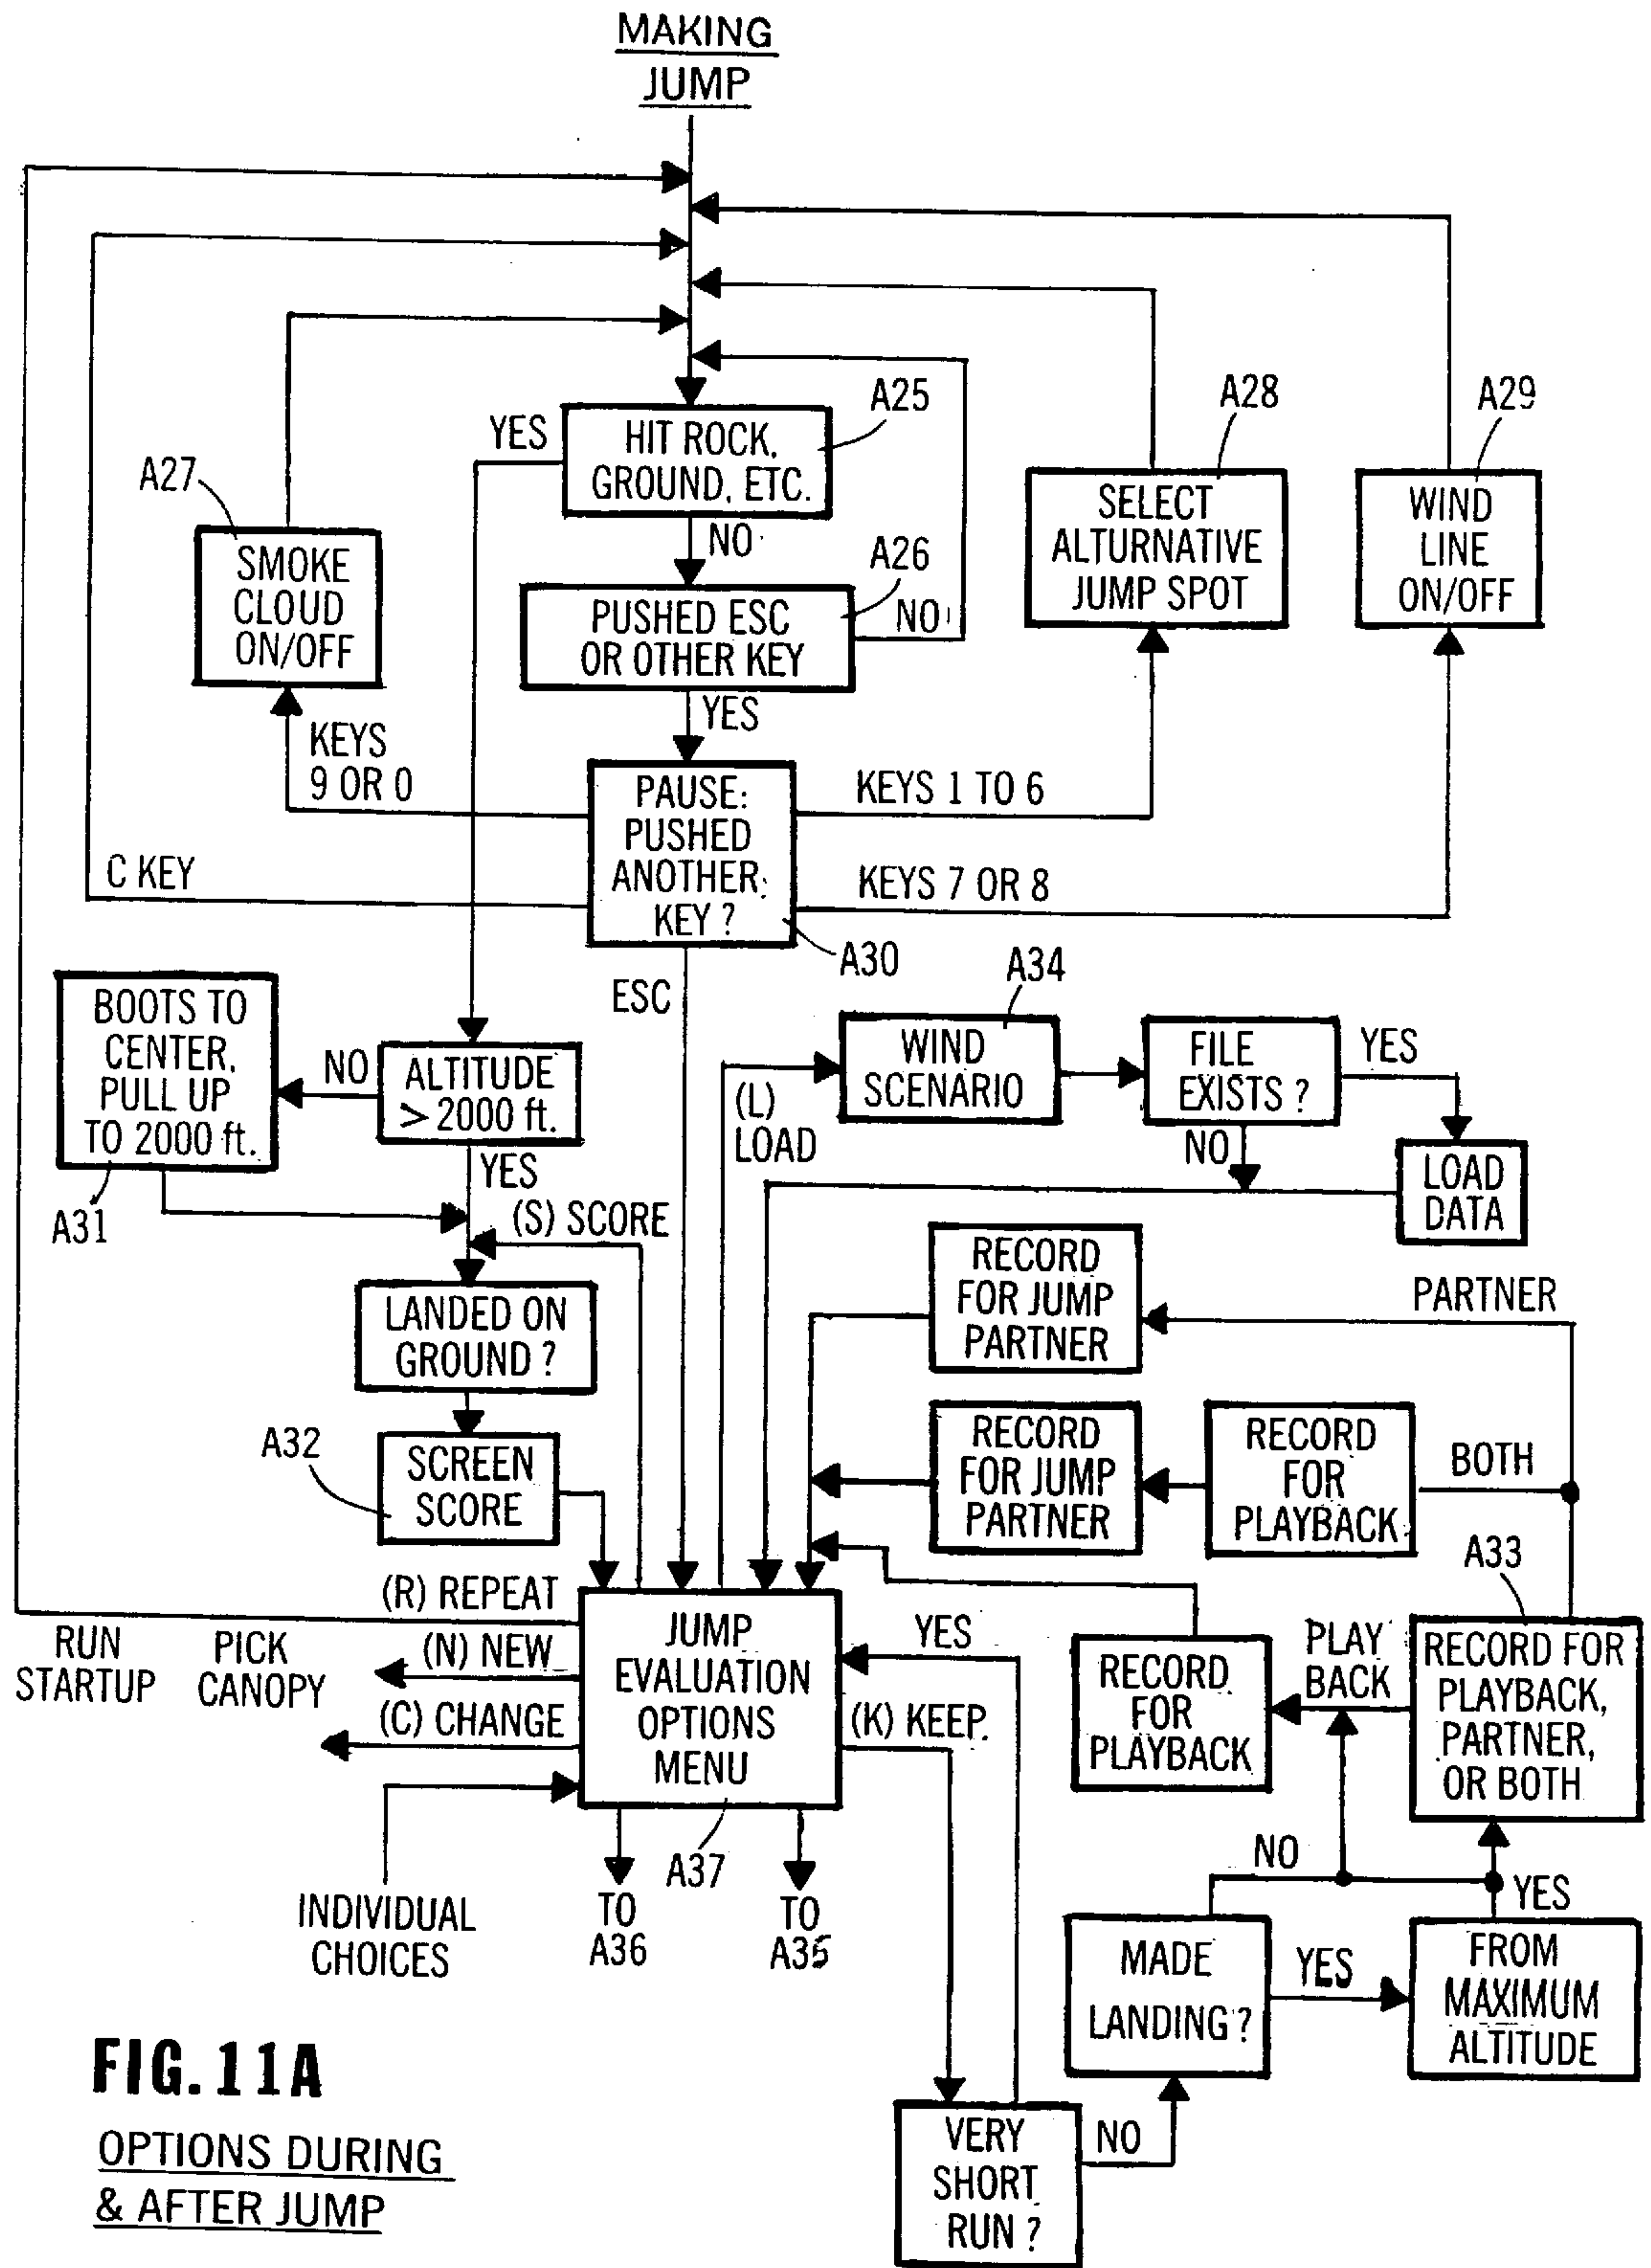 MAKING
JUMP
A25
A28
A29
YES
HIT ROCK,
GROUND, ETC.
A27
SELECT
ALTURNATIVE
JUMP SPOT
WIND
LINE
ON/OFF
NO
A26
SMOKE
CLOUD
ON/OFF
PUSHED ESC
OR OTHER KEY
NO
YES
KEYS
9 OR 0
PAUSE:
PUSHED
ANOTHER
KEY ?
KEYS 1 TO 6
C KEY
KEYS 7 OR 8
A30
A34
ESC
BOOTS TO
CENTER,
PULL UP
TO 2000 ft.
NO
ALTITUDE
> 2000 ft.
WIND
SCENARIO
FILE
EXISTS ?
YES
(L)
LOAD
NO
LOAD
DATA
YES
A31
(S) SCORE
RECORD
FOR JUMP
PARTNER
PARTNER
LANDED ON
GROUND ?
RECORD
FOR JUMP
PARTNER
RECORD
FOR
PLAYBACK
BOTH
A32
SCREEN
SCORE
A33
(R) REPEAT
RUN
STARTUP
PICK
CANOPY
(N) NEW
(C) CHANGE
JUMP
EVALUATION
OPTIONS
MENU
YES
(K) KEEP
RECORD
FOR
PLAYBACK
PLAY
BACK
RECORD FOR
PLAYBACK,
PARTNER,
OR BOTH
A37
NO
YES
INDIVIDUAL
CHOICES
TO
A36
TO
A35
MADE
LANDING ?
YES
FROM
MAXIMUM
ALTITUDE
FIG. 11A
OPTIONS DURING
& AFTER JUMP
VERY
SHORT
RUN ?
NO